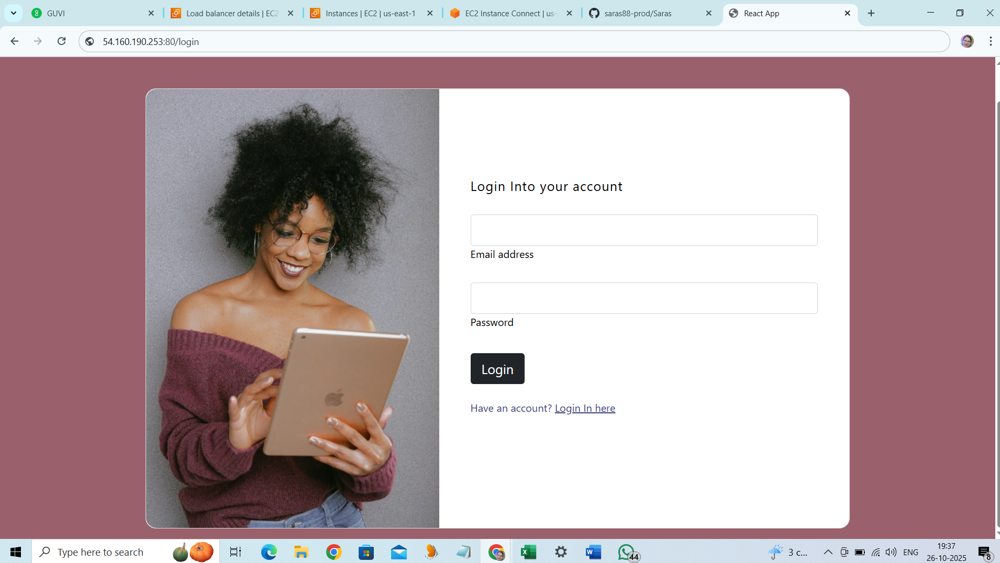 GUVI
Load balancer details | EC2
Instances | EC2 | us-east-1
EC2 Instance Connect | us-
saras88-prod/Saras
React App
54.160.190.253:80/login
Login Into your account
Email address
Password
Login
Have an account? Login In here
Type here to search
44
3 c...
ENG
19:37
26-10-2025
8